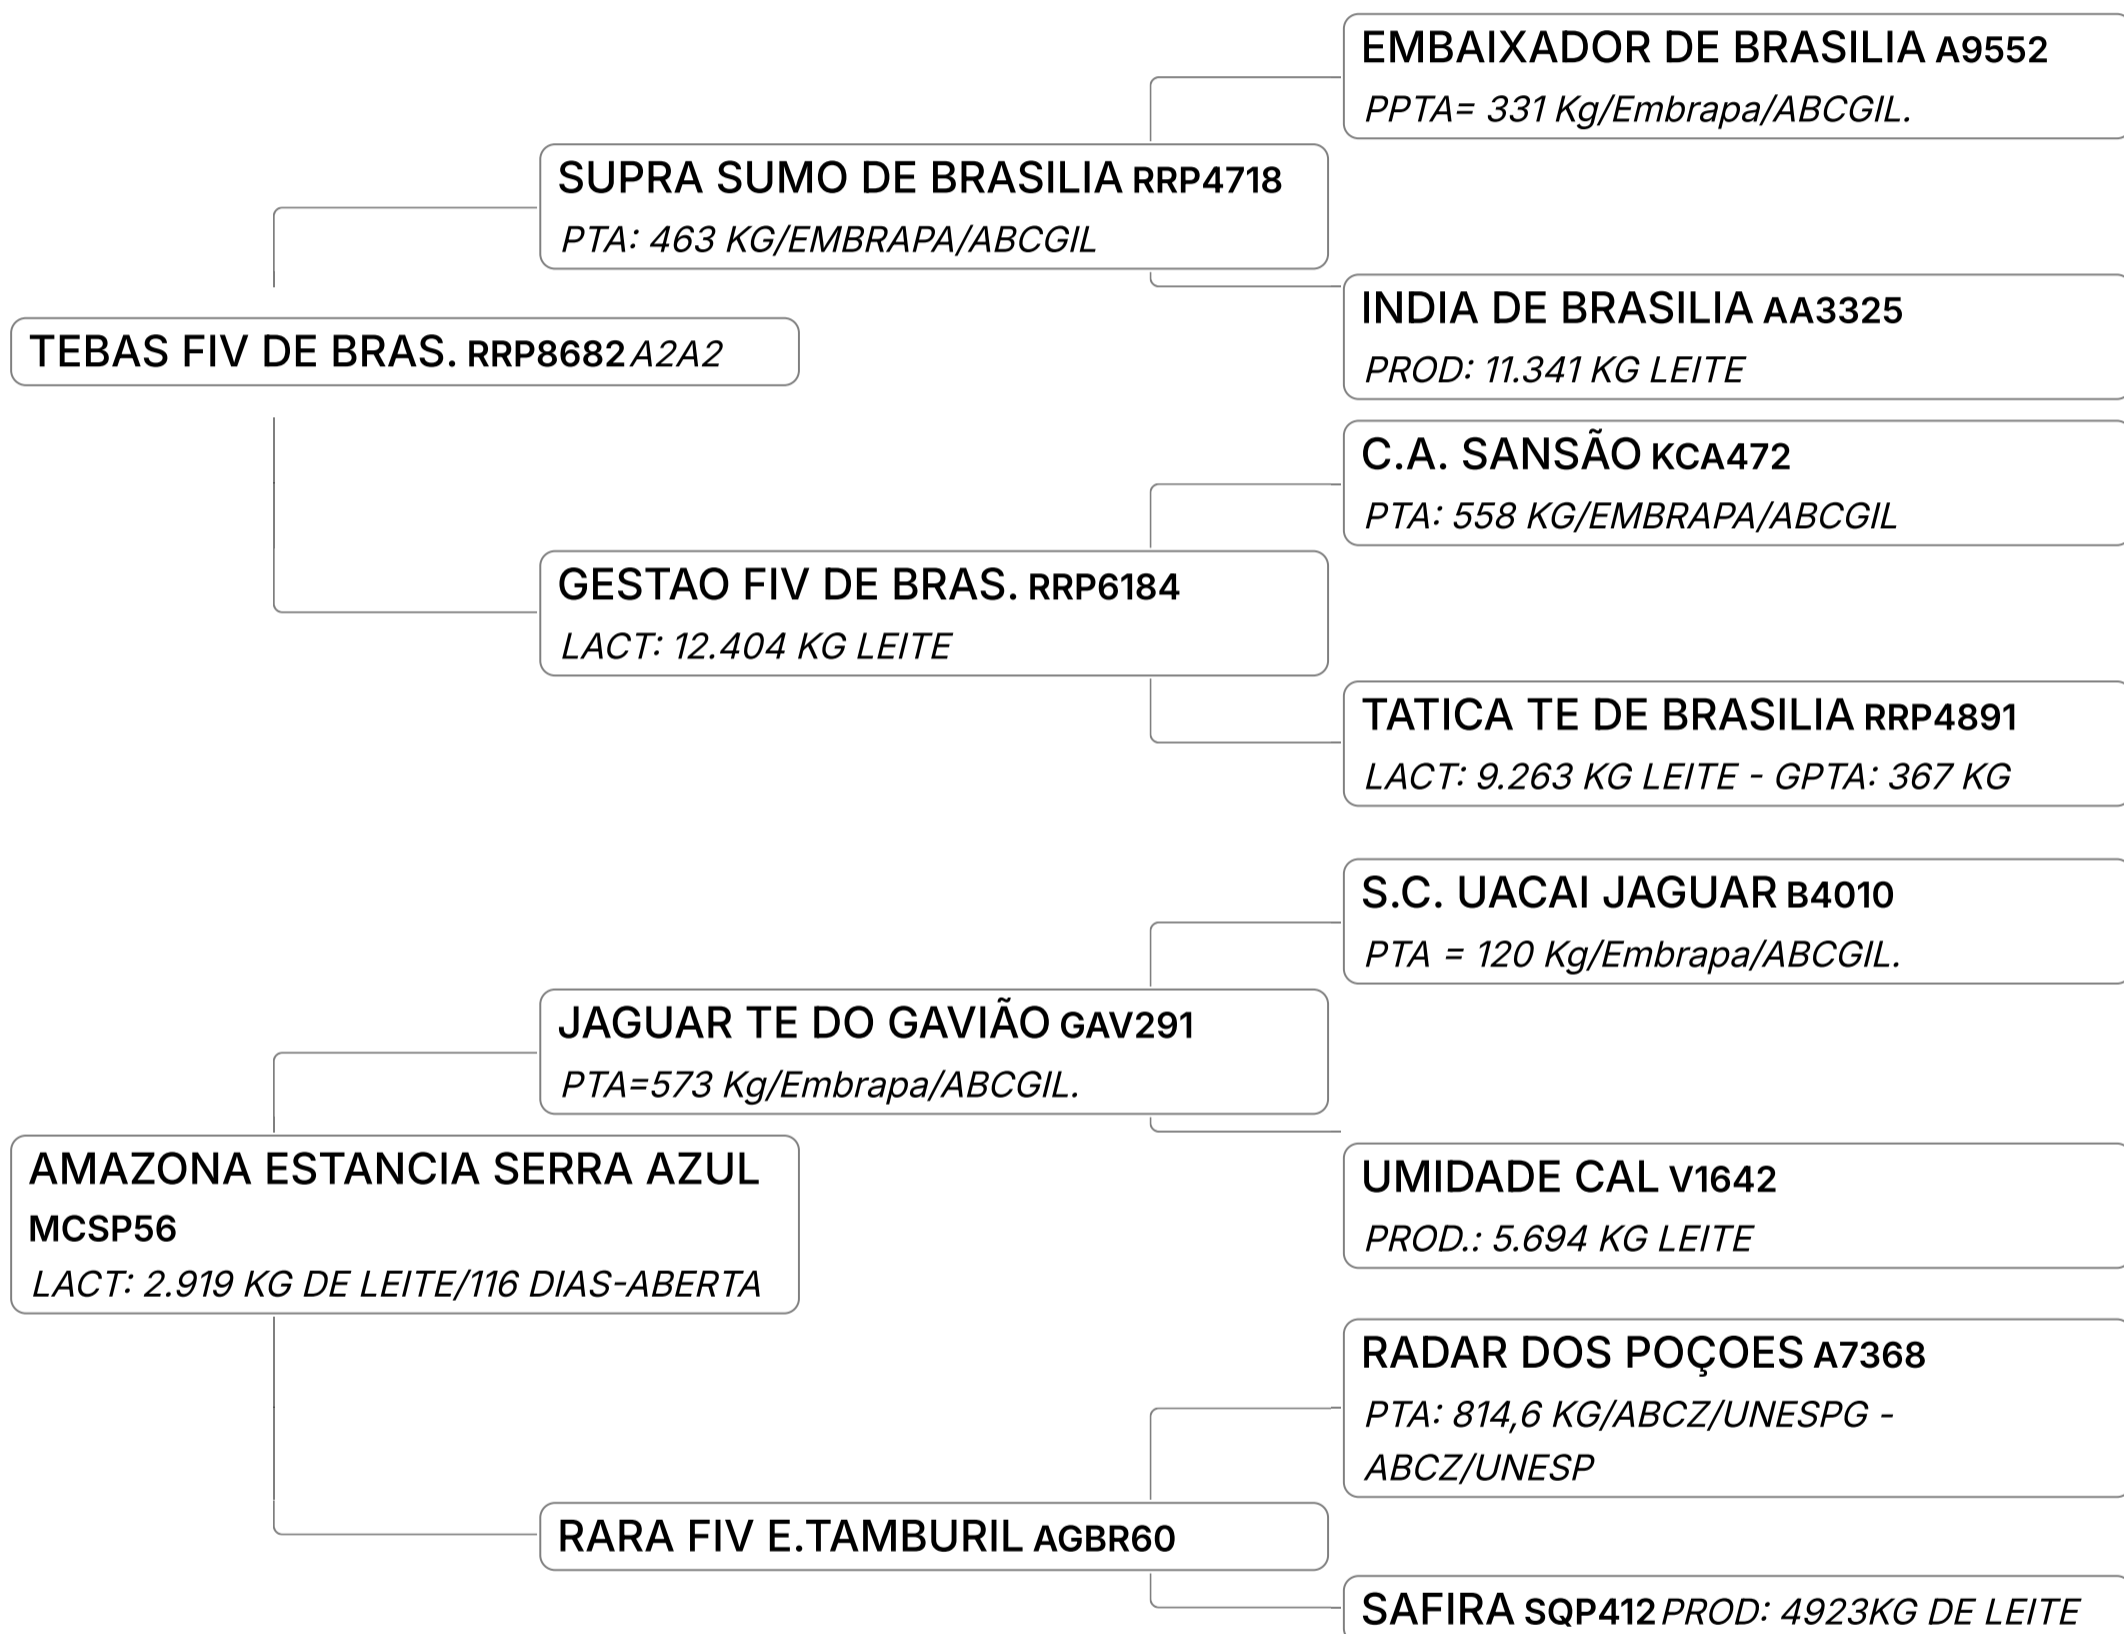 EMBAIXADOR DE BRASILIA A9552
PPTA= 331 Kg/Embrapa/ABCGIL.
SUPRA SUMO DE BRASILIA RRP4718
PTA: 463 KG/EMBRAPA/ABCGIL
INDIA DE BRASILIA AA3325
PROD: 11.341 KG LEITE
TEBAS FIV DE BRAS. RRP8682 A2A2
C.A. SANSÃO KCA472
PTA: 558 KG/EMBRAPA/ABCGIL
GESTAO FIV DE BRAS. RRP6184
LACT: 12.404 KG LEITE
TATICA TE DE BRASILIA RRP4891
LACT: 9.263 KG LEITE - GPTA: 367 KG
S.C. UACAI JAGUAR B4010
PTA = 120 Kg/Embrapa/ABCGIL.
JAGUAR TE DO GAVIÃO GAV291
PTA=573 Kg/Embrapa/ABCGIL.
UMIDADE CAL V1642
PROD.: 5.694 KG LEITE
AMAZONA ESTANCIA SERRA AZUL
MCSP56
LACT: 2.919 KG DE LEITE/116 DIAS-ABERTA
RADAR DOS POÇOES A7368
PTA: 814,6 KG/ABCZ/UNESPG -
ABCZ/UNESP
RARA FIV E.TAMBURIL AGBR60
SAFIRA SQP412 PROD: 4923KG DE LEITE